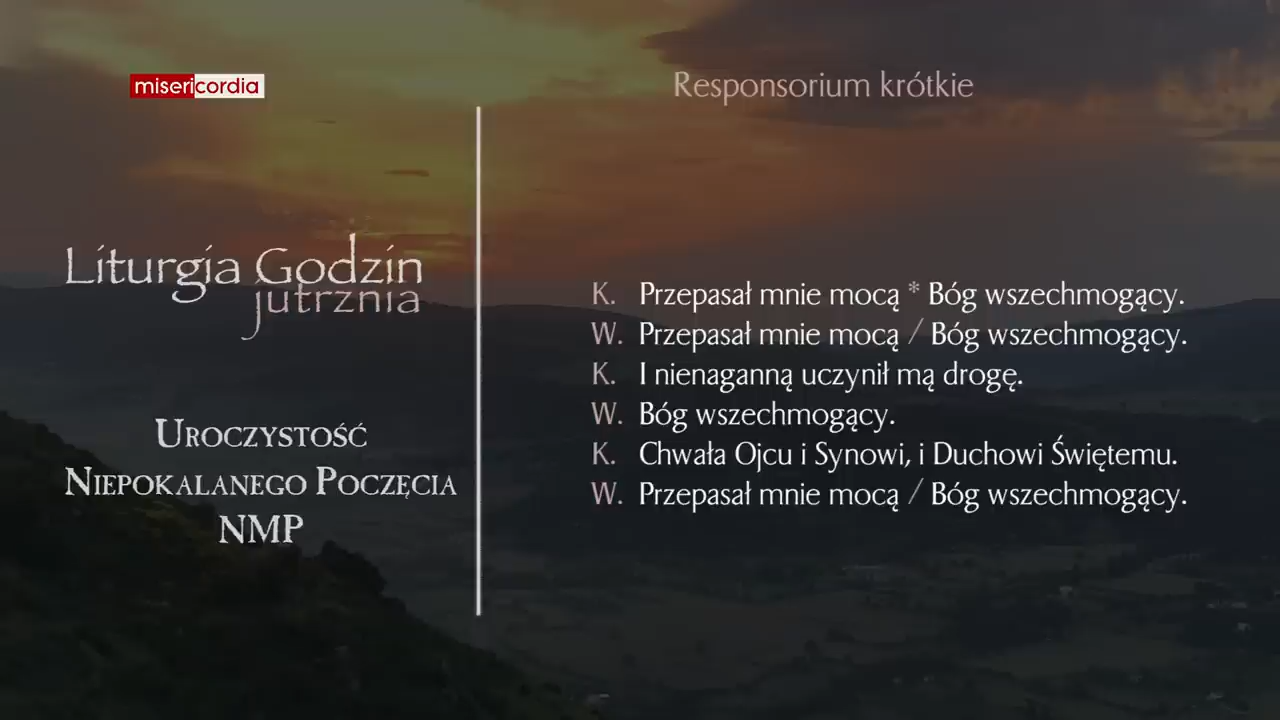 misericordia
Liturgia Godzin
jutrznia
Uroczystość
Niepokalanego Poczęcia
NMP
Responsorium krótkie
K. Przepasał mnie mocą * Bóg wszechmogący.
W. Przepasał mnie mocą / Bóg wszechmogący.
K. I nienaganną uczynił mą drogę.
W. Bóg wszechmogący.
K. Chwała Ojcu i Synowi, i Duchowi Świętemu.
W. Przepasał mnie mocą / Bóg wszechmogący.